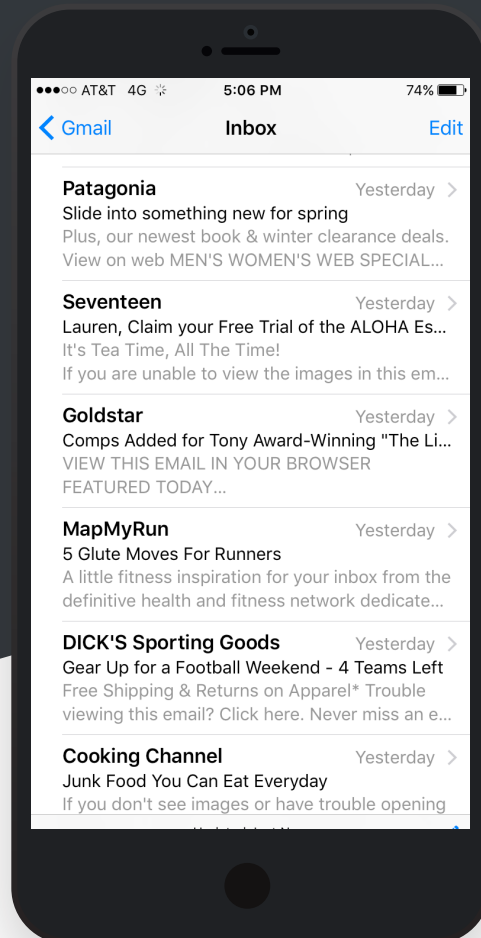 AT&T 4G 5:06 PM 74%
Gmail Inbox Edit
Patagonia Yesterday
Slide into something new for spring
Plus, our newest book & winter clearance deals.
View on web MEN'S WOMEN'S WEB SPECIAL...
Seventeen Yesterday
Lauren, Claim your Free Trial of the ALOHA Es...
It's Tea Time, All The Time!
If you are unable to view the images in this em...
Goldstar Yesterday
Comps Added for Tony Award-Winning "The Li...
VIEW THIS EMAIL IN YOUR BROWSER
FEATURED TODAY...
MapMyRun Yesterday
5 Glute Moves For Runners
A little fitness inspiration for your inbox from the
definitive health and fitness network dedicate...
DICK'S Sporting Goods Yesterday
Gear Up for a Football Weekend - 4 Teams Left
Free Shipping & Returns on Apparel* Trouble
viewing this email? Click here. Never miss an e...
Cooking Channel Yesterday
Junk Food You Can Eat Everyday
If you don't see images or have trouble opening